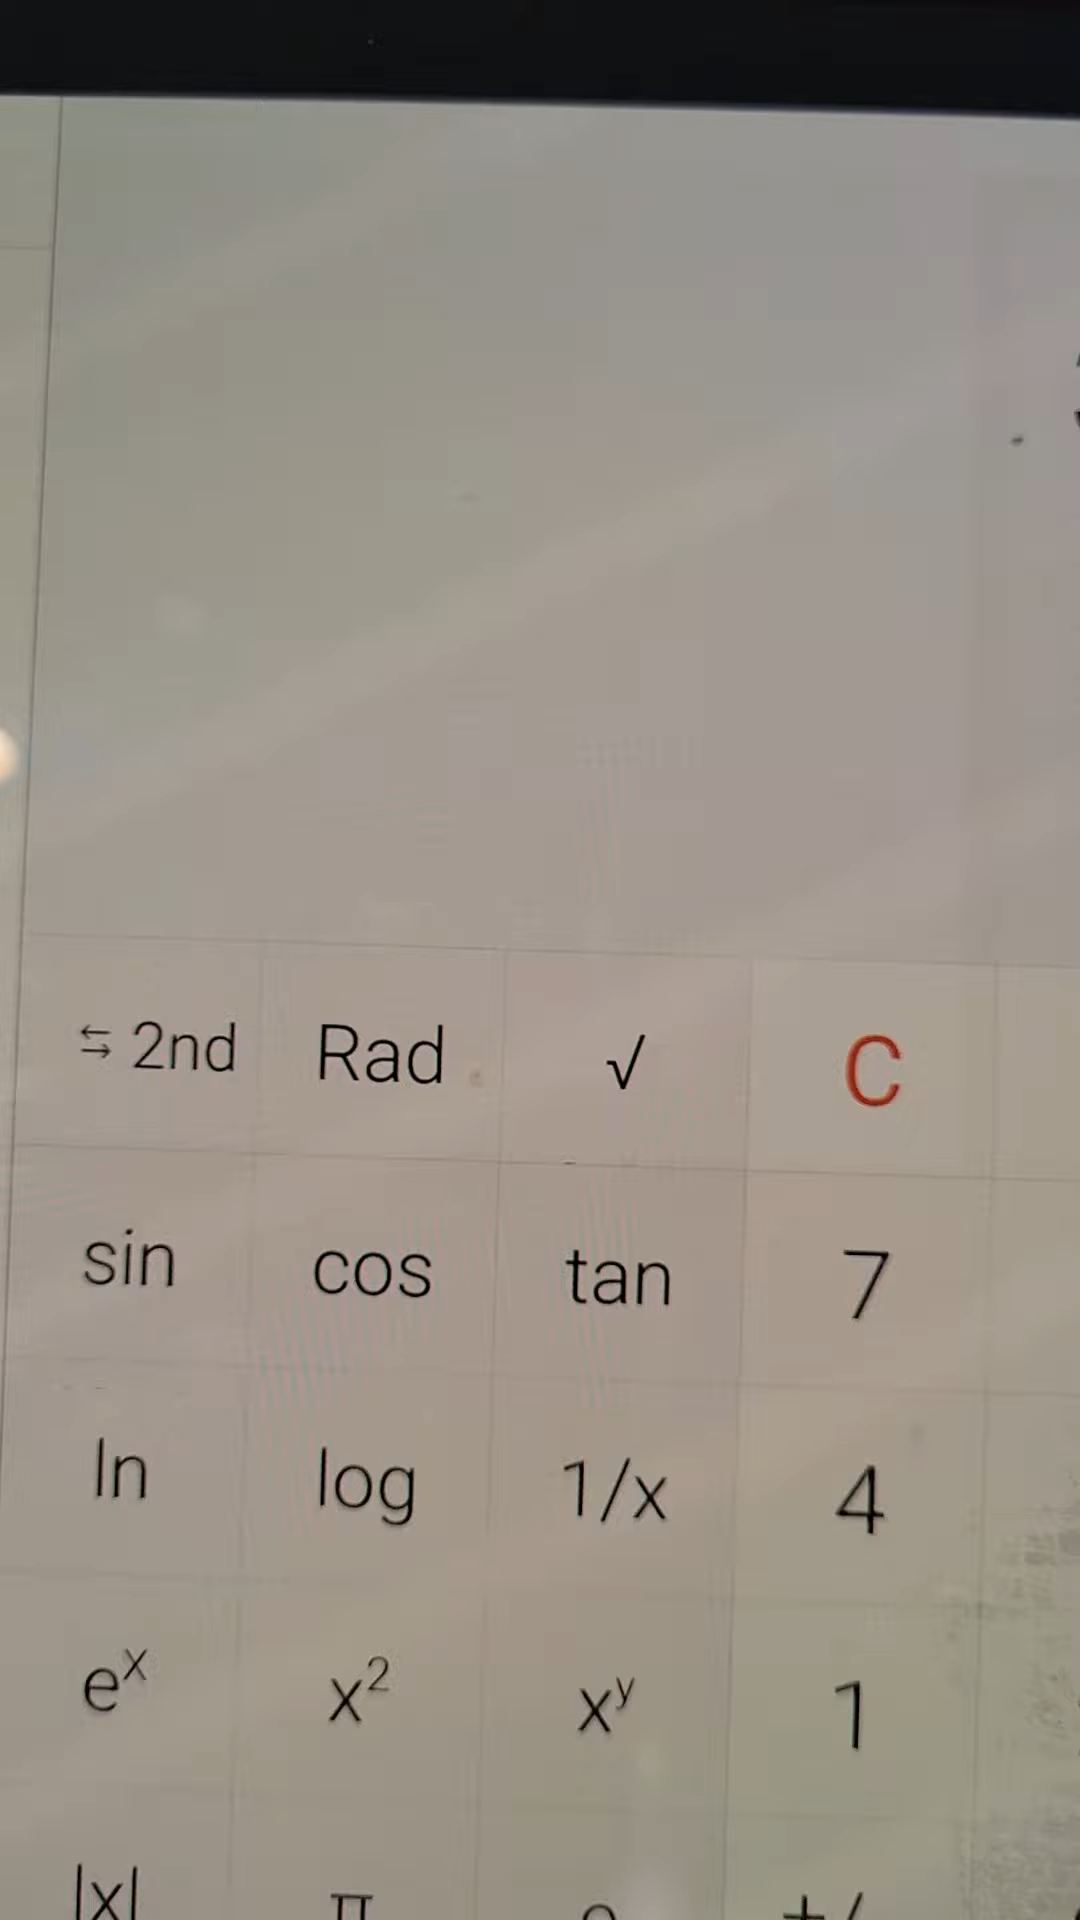 ⇆ 2nd Rad √ C
sin cos tan 7
ln log 1/x 4
eˣ x² xʸ 1
|x| π